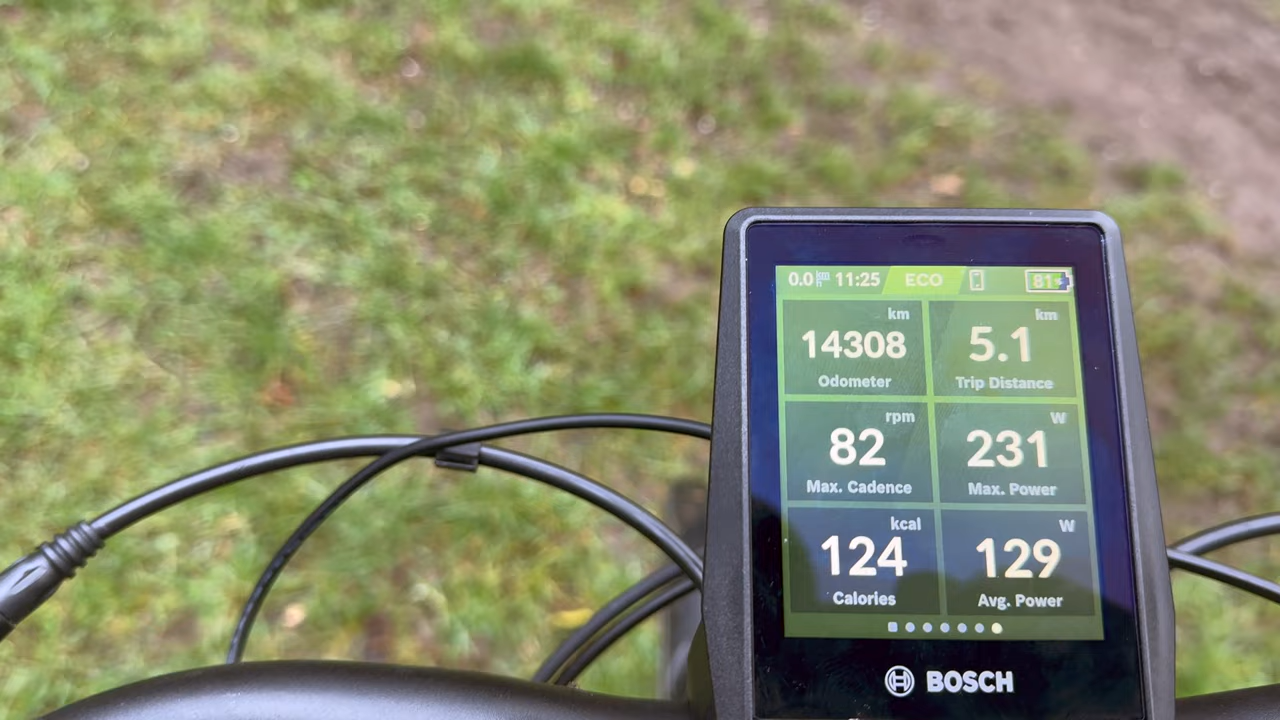 0.0 km/h 11:25 ECO 81
km km
14308 5.1
Odometer Trip Distance
rpm W
82 231
Max. Cadence Max. Power
kcal W
124 129
Calories Avg. Power
BOSCH